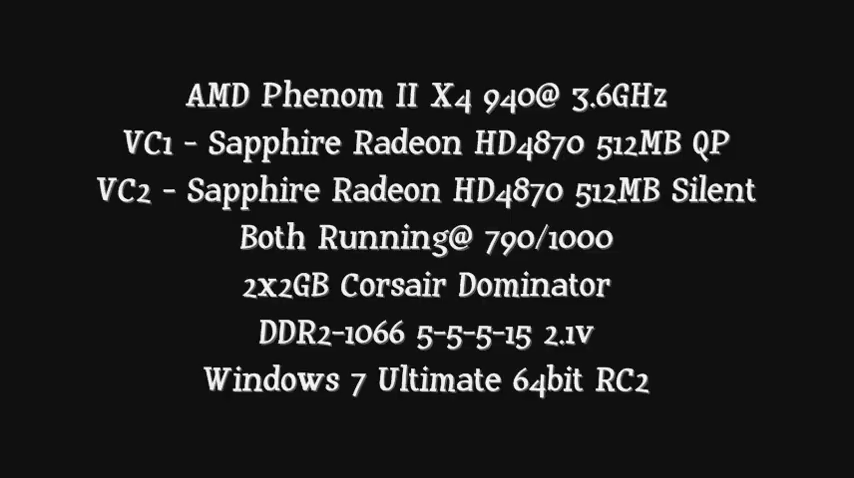 AMD Phenom II X4 940@ 3.6GHz
VC1 - Sapphire Radeon HD4870 512MB QP
VC2 - Sapphire Radeon HD4870 512MB Silent
Both Running@ 790/1000
2x2GB Corsair Dominator
DDR2-1066 5-5-5-15 2.1v
Windows 7 Ultimate 64bit RC2